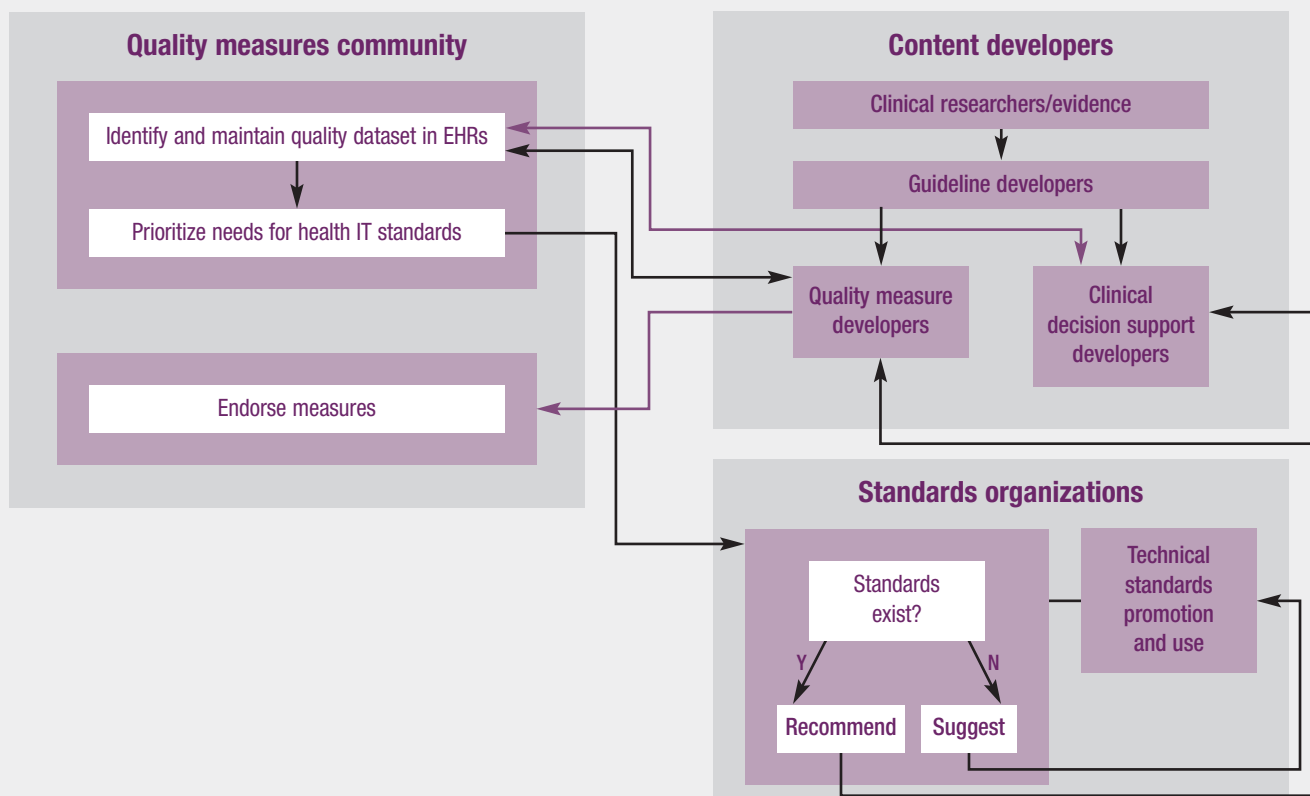 Quality measures community
Identify and maintain quality dataset in EHRs
Prioritize needs for health IT standards
Endorse measures
Content developers
Clinical researchers/evidence
Guideline developers
Quality measure
developers
Clinical
decision support
developers
Standards organizations
Standards
exist?
Y
N
Recommend
Suggest
Technical
standards
promotion
and use